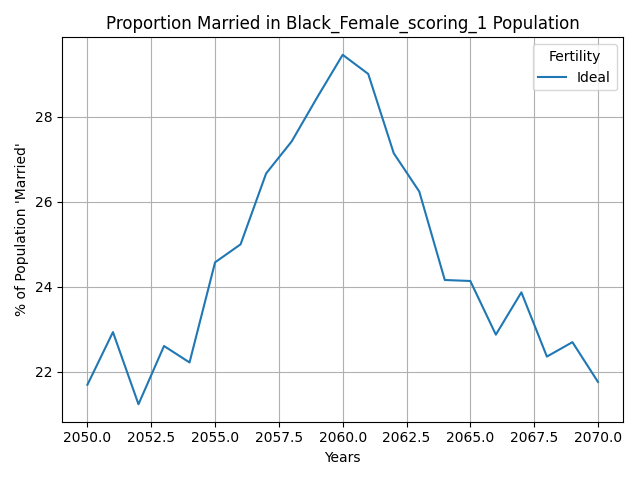 Proportion Married in Black_Female_scoring_1 Population
Fertility
Ideal
% of Population 'Married'
28
26
24
22
2050.0 2052.5 2055.0 2057.5 2060.0 2062.5 2065.0 2067.5 2070.0
Years